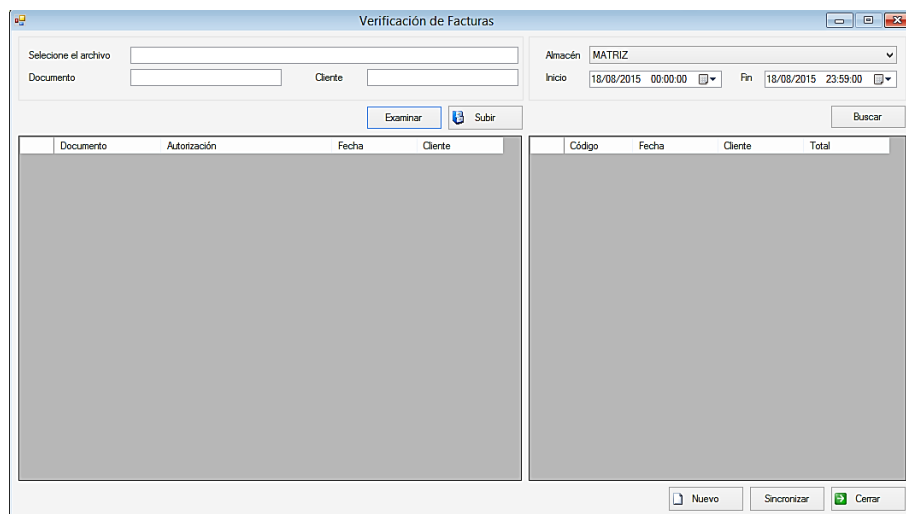 Verificación de Facturas
Selecione el archivo
Documento Cliente
Almacén MATRIZ
Inicio 18/08/2015 00:00:00 Fin 18/08/2015 23:59:00
Examinar Subir
Buscar
Documento Autorización Fecha Cliente
Código Fecha Cliente Total
Nuevo Sincronizar Cerrar